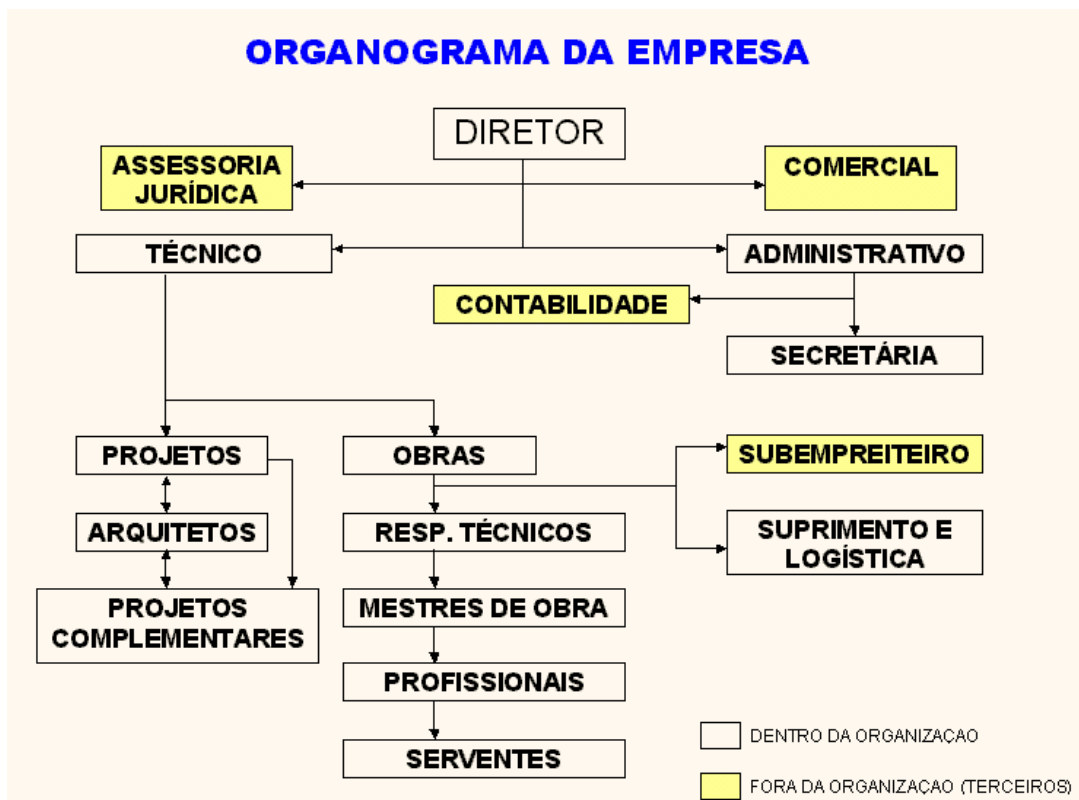 ORGANOGRAMA DA EMPRESA
DIRETOR
ASSESSORIA
JURÍDICA
COMERCIAL
TÉCNICO
ADMINISTRATIVO
CONTABILIDADE
SECRETÁRIA
PROJETOS
OBRAS
SUBEMPREITEIRO
ARQUITETOS
RESP. TÉCNICOS
SUPRIMENTO E
LOGÍSTICA
PROJETOS
COMPLEMENTARES
MESTRES DE OBRA
PROFISSIONAIS
SERVENTES
DENTRO DA ORGANIZAÇAO
FORA DA ORGANIZAÇAO (TERCEIROS)